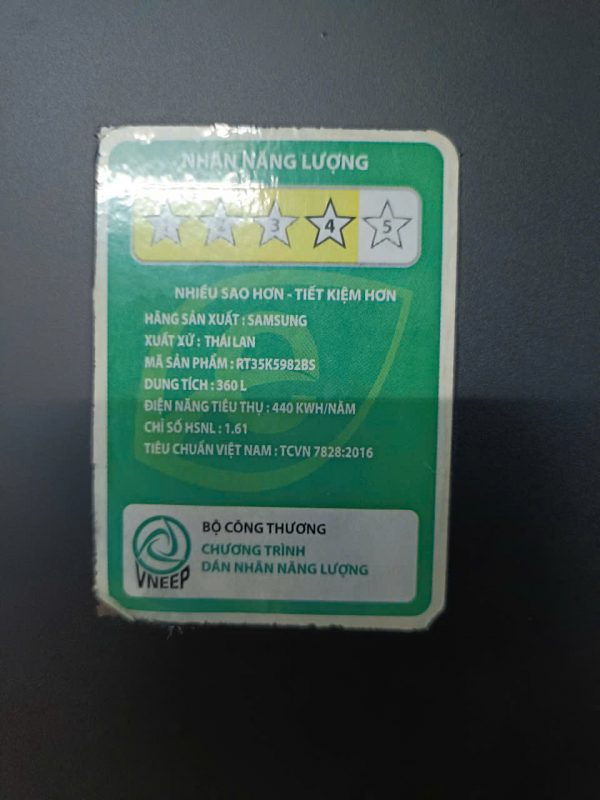 NHÃN NĂNG LƯỢNG
1 2 3 4 5
NHIỀU SAO HƠN - TIẾT KIỆM HƠN
HÃNG SẢN XUẤT : SAMSUNG
XUẤT XỨ : THÁI LAN
MÃ SẢN PHẨM : RT35K5982BS
DUNG TÍCH : 360 L
ĐIỆN NĂNG TIÊU THỤ : 440 KWH/NĂM
CHỈ SỐ HSNL : 1.61
TIÊU CHUẨN VIỆT NAM : TCVN 7828:2016
BỘ CÔNG THƯƠNG
CHƯƠNG TRÌNH
DÁN NHÃN NĂNG LƯỢNG
VNEEP